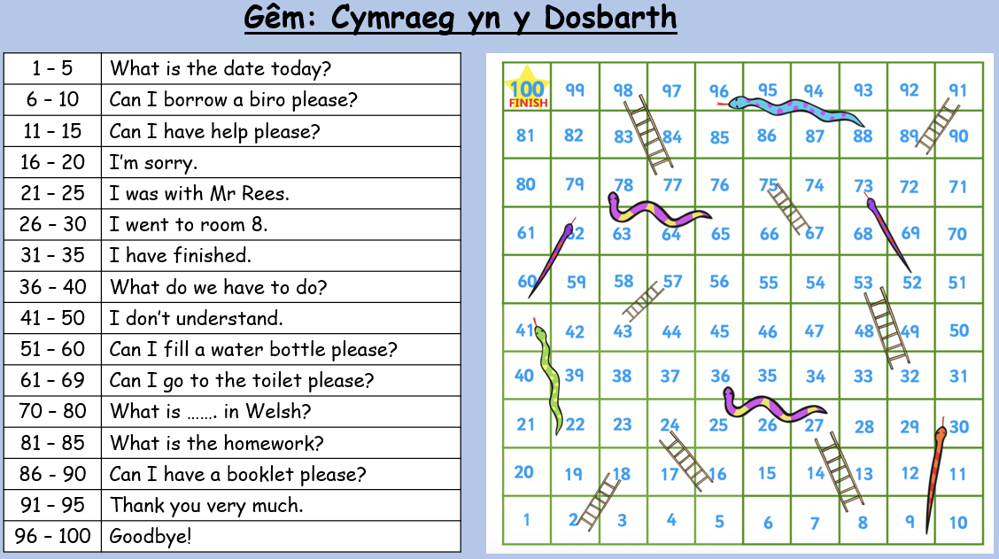 Gêm: Cymraeg yn y Dosbarth
1 – 5 What is the date today?
6 – 10 Can I borrow a biro please?
11 – 15 Can I have help please?
16 – 20 I'm sorry.
21 – 25 I was with Mr Rees.
26 – 30 I went to room 8.
31 – 35 I have finished.
36 – 40 What do we have to do?
41 – 50 I don't understand.
51 – 60 Can I fill a water bottle please?
61 – 69 Can I go to the toilet please?
70 – 80 What is ……. in Welsh?
81 – 85 What is the homework?
86 – 90 Can I have a booklet please?
91 – 95 Thank you very much.
96 – 100 Goodbye!
100 99 98 97 96 95 94 93 92 91
FINISH
81 82 83 84 85 86 87 88 89 90
80 79 78 77 76 75 74 73 72 71
61 62 63 64 65 66 67 68 69 70
60 59 58 57 56 55 54 53 52 51
41 42 43 44 45 46 47 48 49 50
40 39 38 37 36 35 34 33 32 31
21 22 23 24 25 26 27 28 29 30
20 19 18 17 16 15 14 13 12 11
1 2 3 4 5 6 7 8 9 10